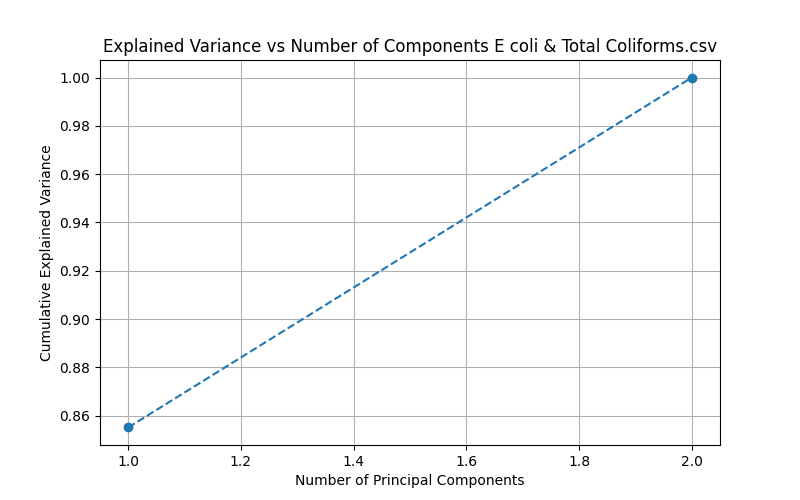 Explained Variance vs Number of Components E coli & Total Coliforms.csv
Cumulative Explained Variance
1.00
0.98
0.96
0.94
0.92
0.90
0.88
0.86
1.0 1.2 1.4 1.6 1.8 2.0
Number of Principal Components